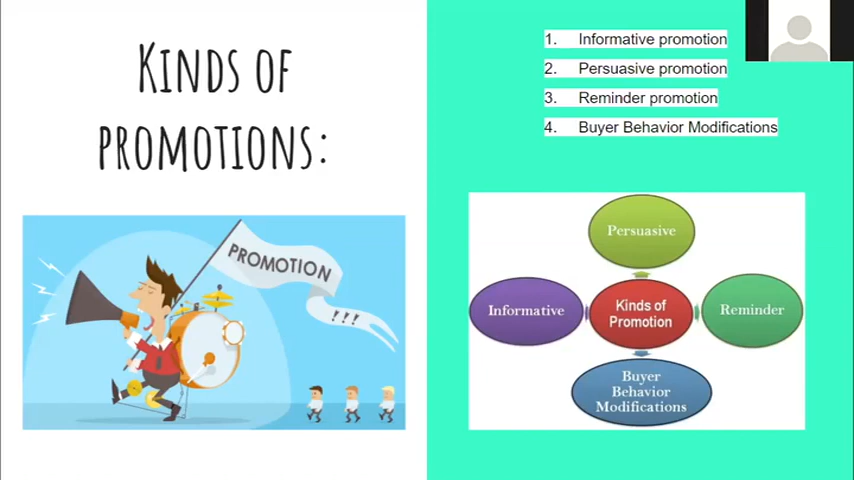 KINDS OF
PROMOTIONS:
PROMOTION
!!!
1. Informative promotion
2. Persuasive promotion
3. Reminder promotion
4. Buyer Behavior Modifications
Persuasive
Informative
Kinds of
Promotion
Reminder
Buyer
Behavior
Modifications